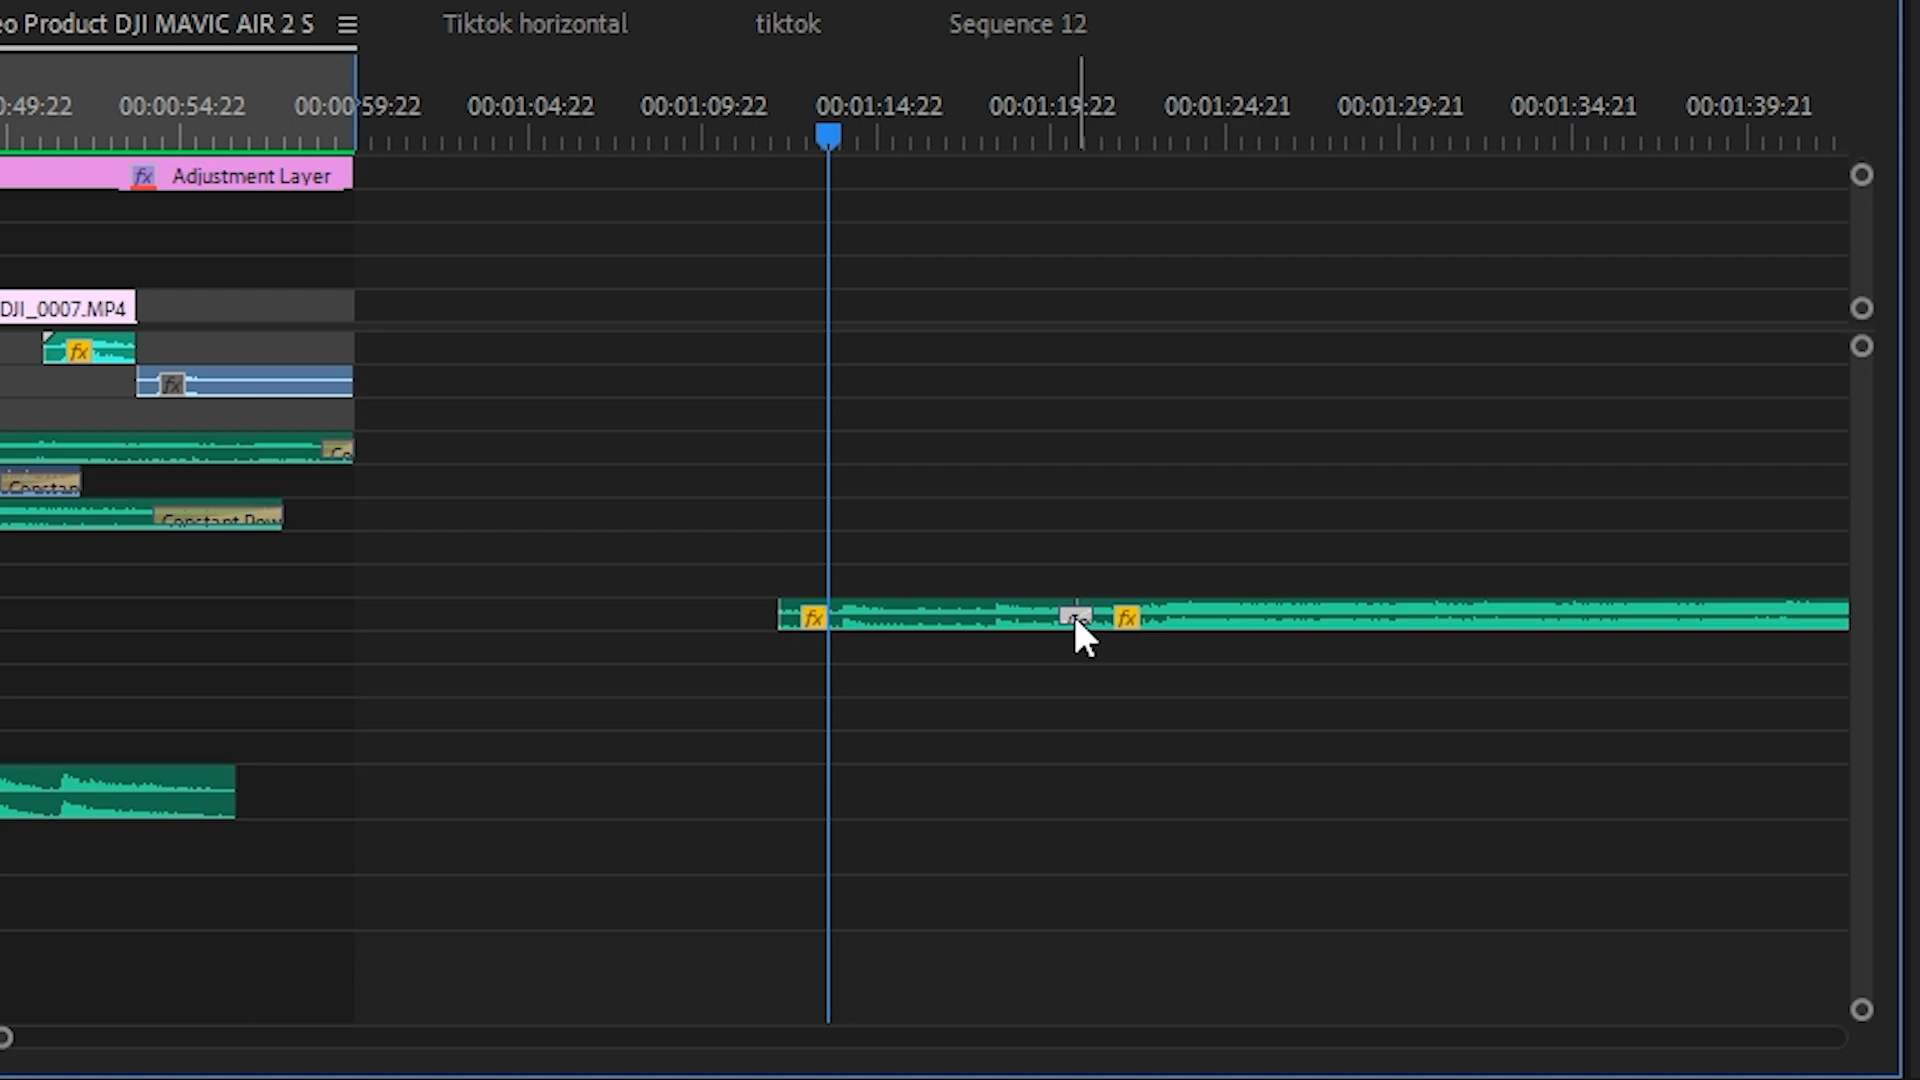 eo Product DJI MAVIC AIR 2 S Tiktok horizontal tiktok Sequence 12
0:49:22 00:00:54:22 00:00:59:22 00:01:04:22 00:01:09:22 00:01:14:22 00:01:19:22 00:01:24:21 00:01:29:21 00:01:34:21 00:01:39:21
fx Adjustment Layer
DJI_0007.MP4
fx
fx
Co
Constan
Constant Pow
fx fx